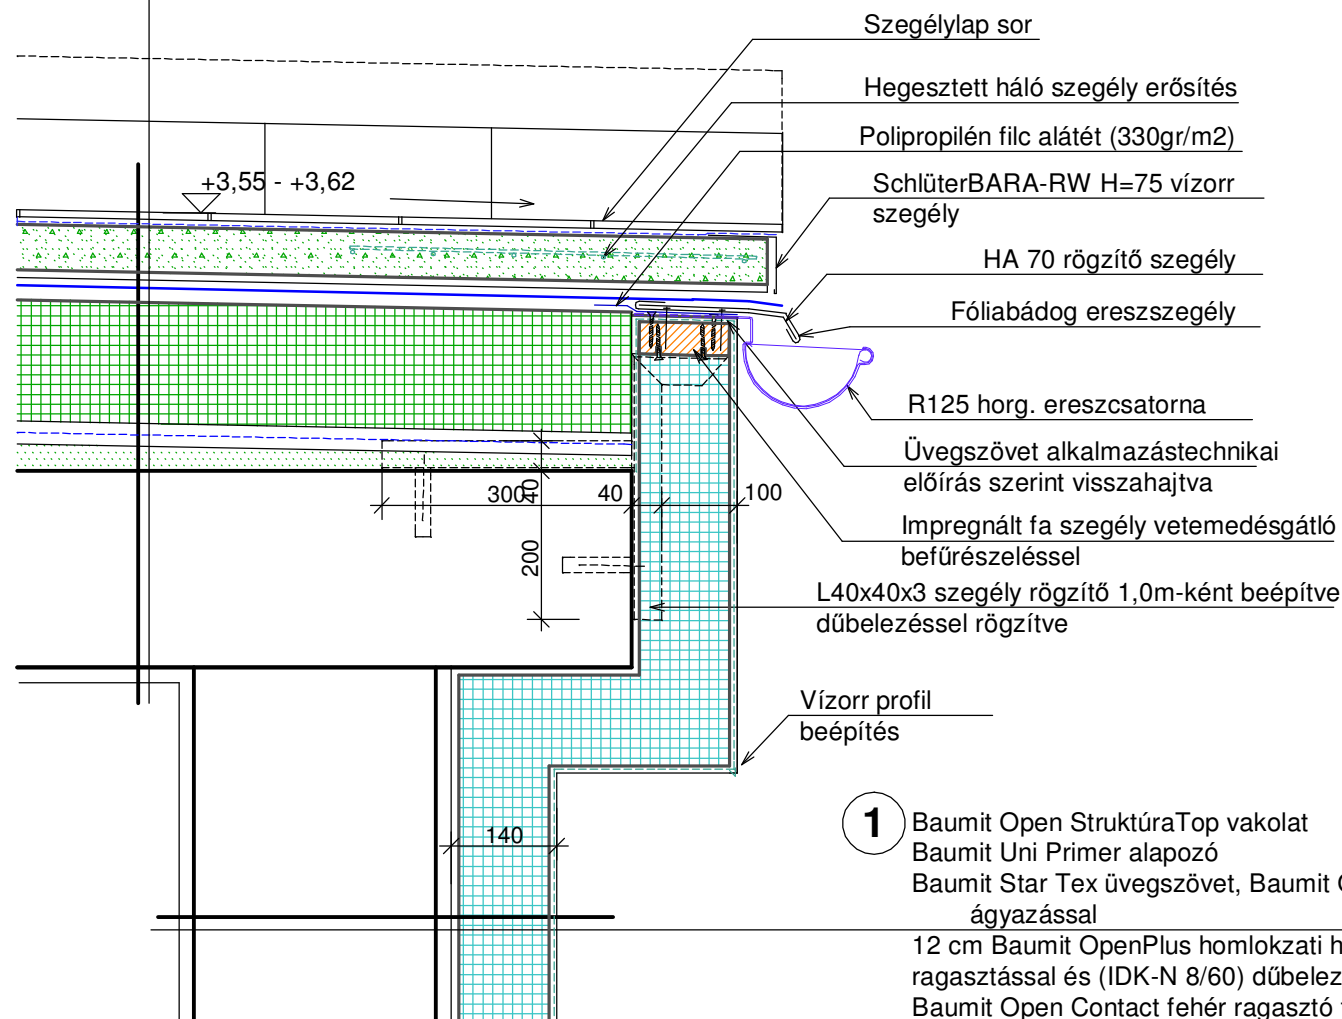 Szegélylap sor
Hegesztett háló szegély erősítés
Polipropilén filc alátét (330gr/m2)
+3,55 - +3,62
SchlüterBARA-RW H=75 vízorr
szegély
HA 70 rögzítő szegély
Fóliabádog ereszszegély
R125 horg. ereszcsatorna
Üvegszövet alkalmazástechnikai
előírás szerint visszahajtva
300
40
40
100
Impregnált fa szegély vetemedésgátló
befűrészeléssel
200
L40x40x3 szegély rögzítő 1,0m-ként beépítve
dűbelezéssel rögzítve
Vízorr profil
beépítés
140
1
Baumit Open StruktúraTop vakolat
Baumit Uni Primer alapozó
Baumit Star Tex üvegszövet, Baumit
ágyazással
12 cm Baumit OpenPlus homlokzati
ragasztással és (IDK-N 8/60)
Baumit Open Contact fehér ragasztó